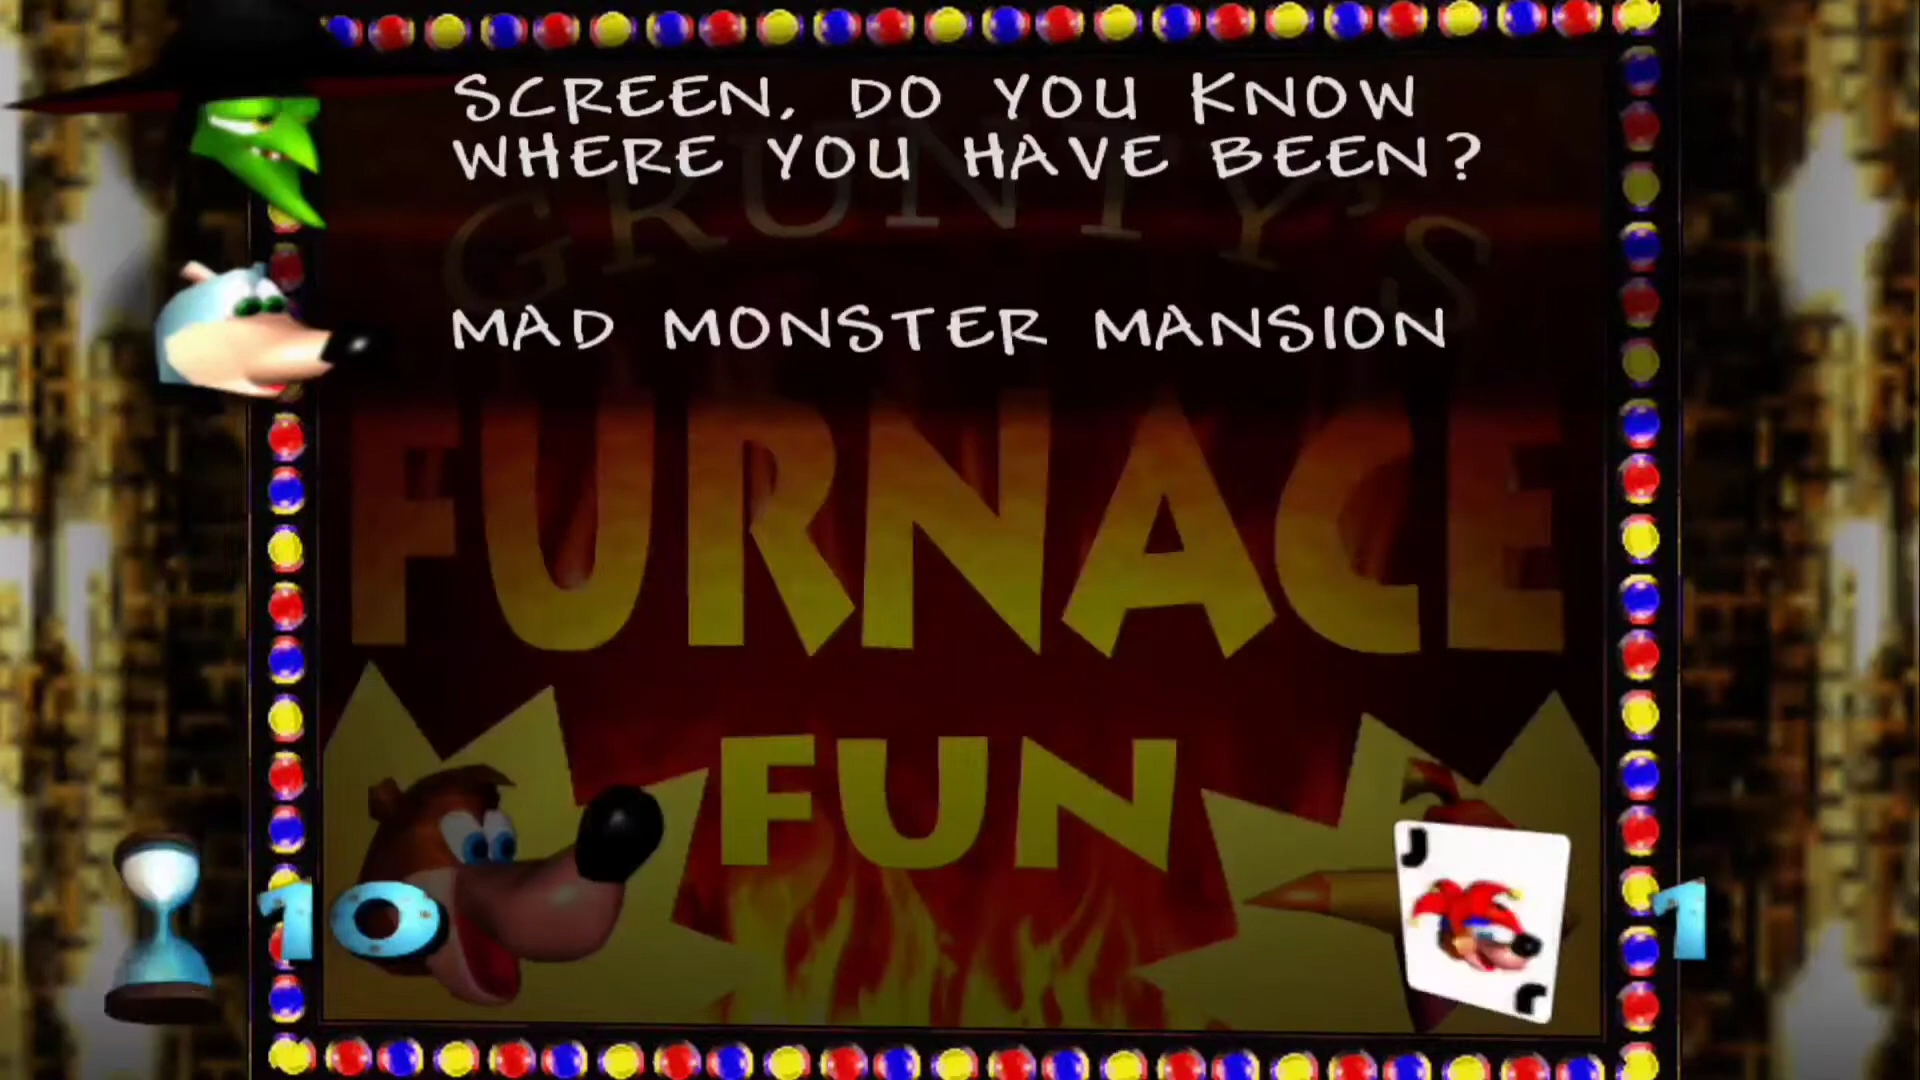 SCREEN, DO YOU KNOW
WHERE YOU HAVE BEEN?
GRUNTY'S
MAD MONSTER MANSION
FURNACE
FUN
10
J
1
J